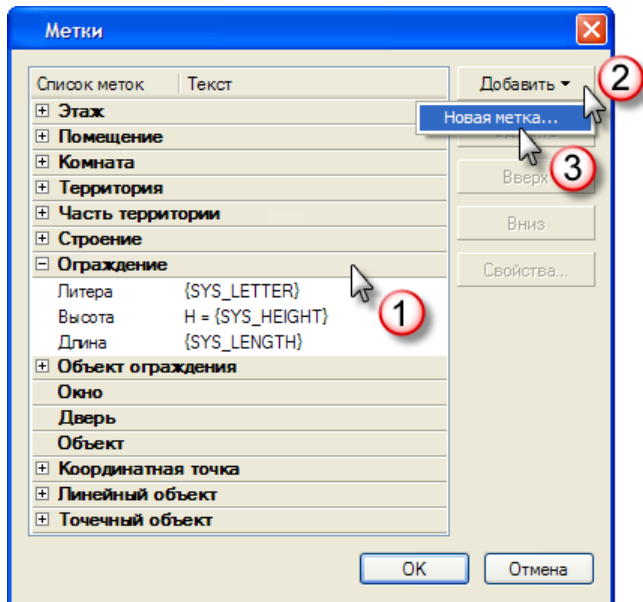 Метки
Список меток Текст Добавить
2
Этаж
Новая метка...
Помещение
Комната
3
Территория
Вверх
Часть территории
Вниз
Строение
Ограждение
Свойства...
Литера {SYS_LETTER}
1
Высота H = {SYS_HEIGHT}
Длина {SYS_LENGTH}
Объект ограждения
Окно
Дверь
Объект
Координатная точка
Линейный объект
Точечный объект
OK Отмена